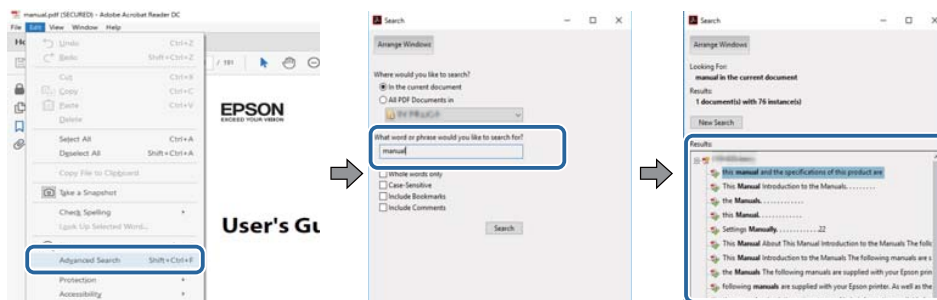 manual.pdf (SECURED) - Adobe Acrobat Reader DC
File Edit View Window Help
Undo Ctrl+Z
Redo Shift+Ctrl+Z
Cut Ctrl+X
Copy Ctrl+C
Paste Ctrl+V
Delete
Select All Ctrl+A
Deselect All Shift+Ctrl+A
Copy File to Clipboard
Take a Snapshot
Check Spelling
Look Up Selected Word...
Advanced Search Shift+Ctrl+F
Protection
Accessibility
/ 191
EPSON
EXCEED YOUR VISION
User's Gu
Search
Arrange Windows
Where would you like to search?
In the current document
All PDF Documents in
What word or phrase would you like to search for?
manual
Whole words only
Case-Sensitive
Include Bookmarks
Include Comments
Search
Search
Arrange Windows
Looking For:
manual in the current document
Results:
1 document(s) with 76 instance(s)
New Search
Results:
this manual and the specifications of this product are
This Manual Introduction to the Manuals.........
the Manuals.............
this Manual.............
Settings Manually.............22
This Manual About This Manual Introduction to the Manuals The follo
This Manual Introduction to the Manuals The following manuals are s
the Manuals The following manuals are supplied with your Epson prin
following manuals are supplied with your Epson printer. As well as the